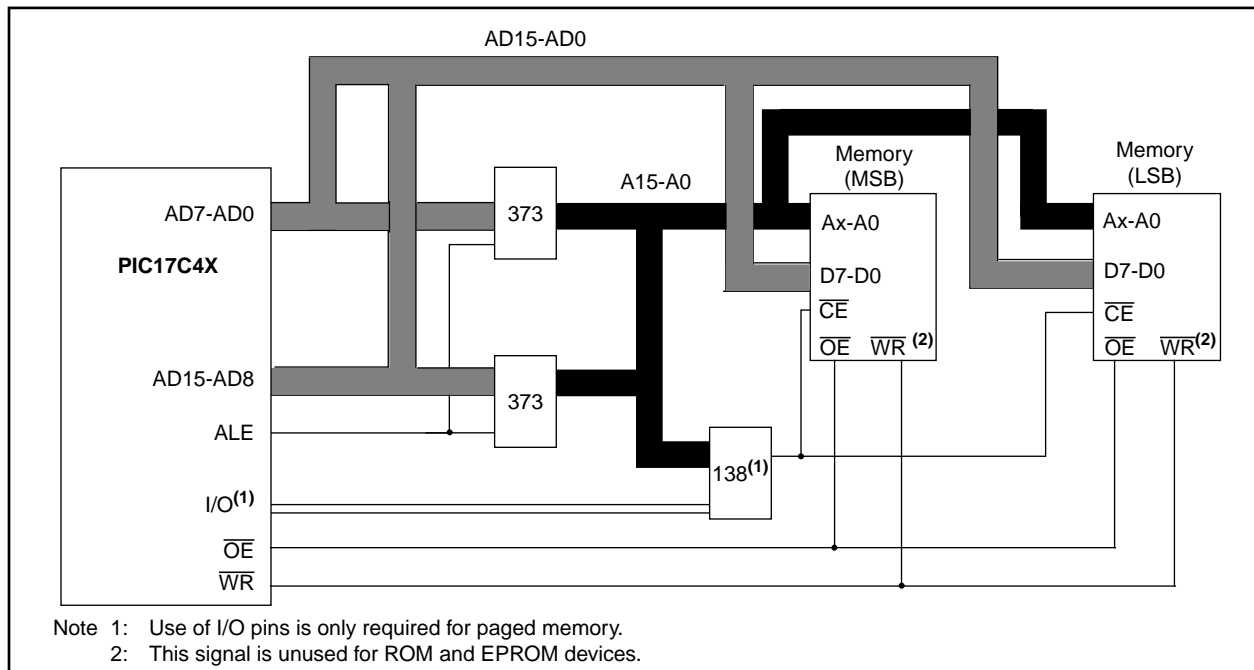 AD15-AD0
Memory
(MSB)
Memory
(LSB)
AD7-AD0
373
A15-A0
Ax-A0
Ax-A0
PIC17C4X
D7-D0
D7-D0
CE
CE
OE
WR(2)
OE
WR(2)
AD15-AD8
373
ALE
138(1)
I/O(1)
OE
WR
Note 1: Use of I/O pins is only required for paged memory.
2: This signal is unused for ROM and EPROM devices.